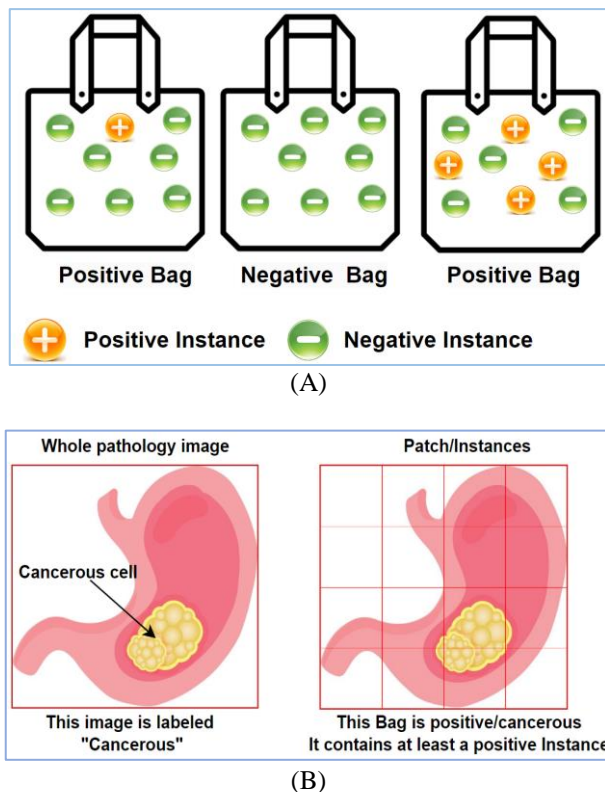 Positive Bag Negative Bag Positive Bag
Positive Instance Negative Instance
(A)
Whole pathology image Patch/Instances
Cancerous cell
This image is labeled
"Cancerous"
This Bag is positive/cancerous
It contains at least a positive Instance
(B)